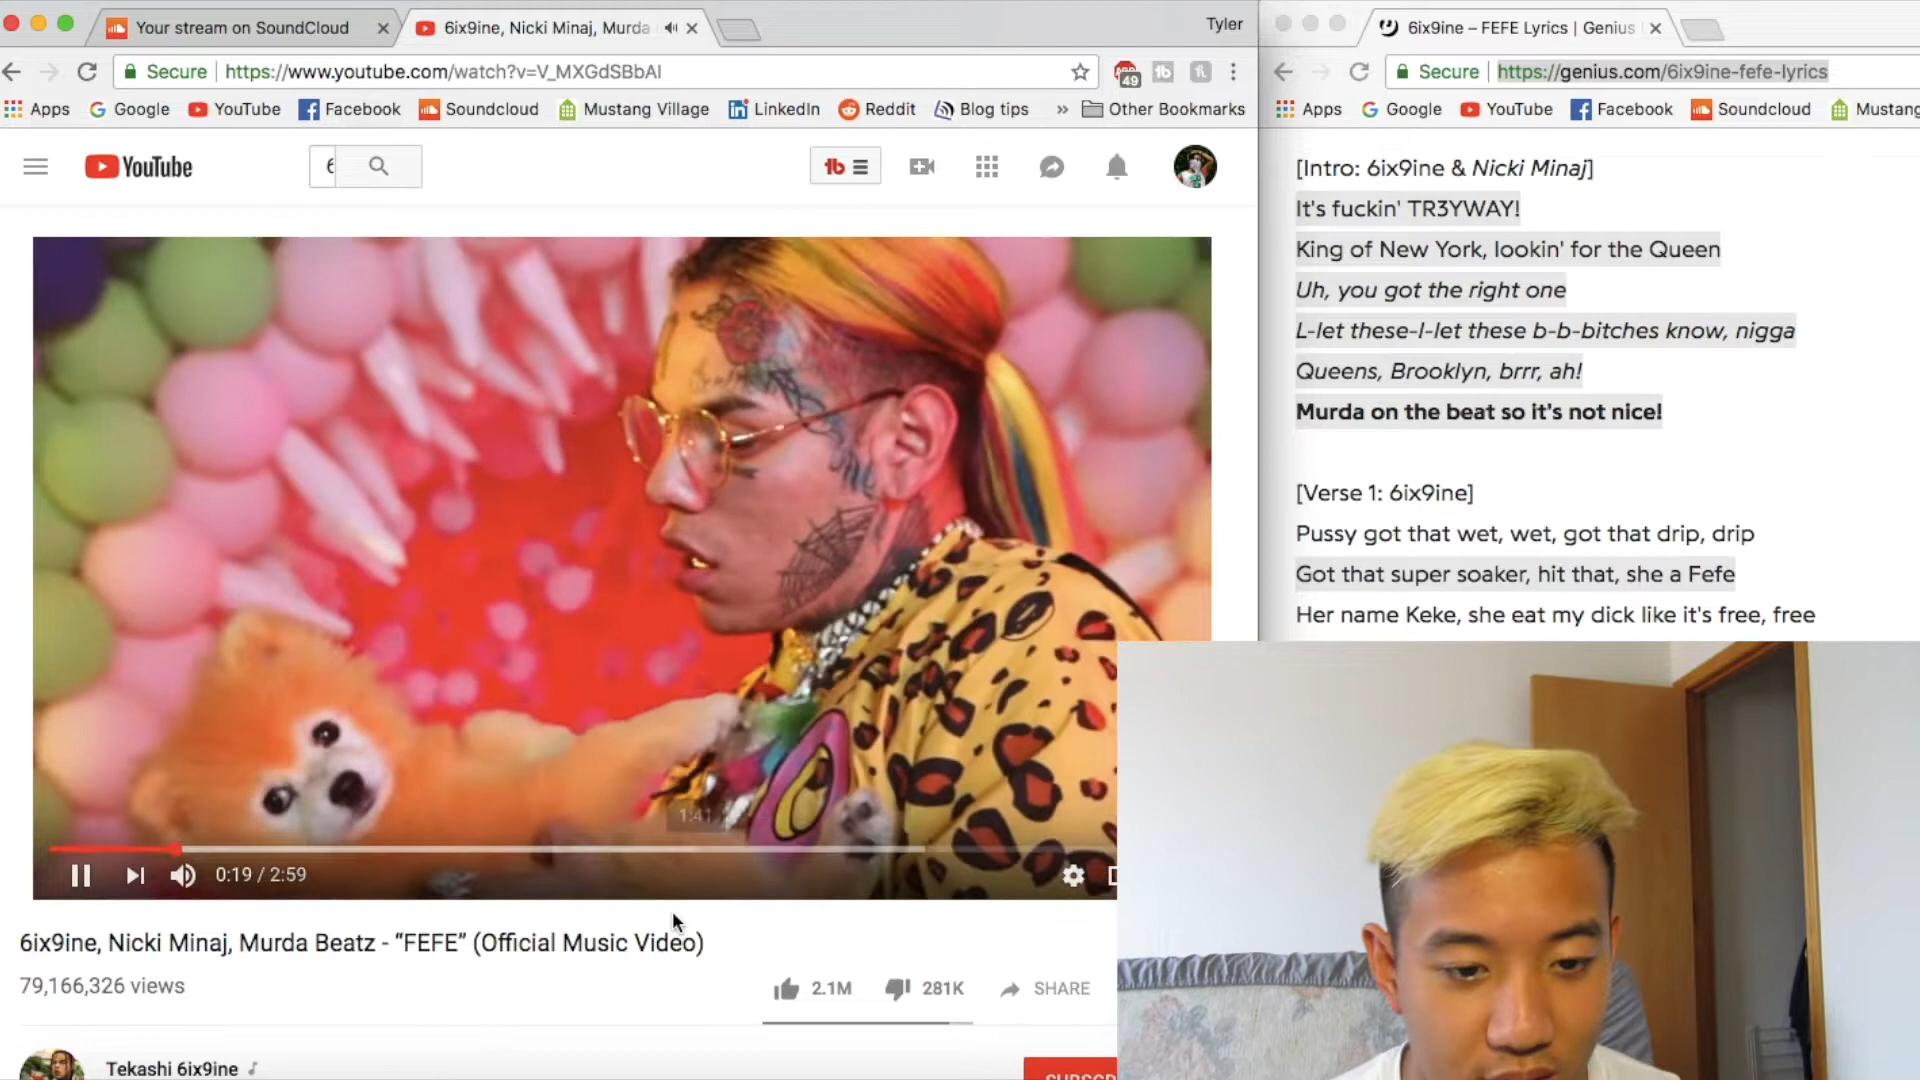 Your stream on SoundCloud
6ix9ine, Nicki Minaj, Murda
Tyler
6ix9ine – FEFE Lyrics | Genius
Secure
https://www.youtube.com/watch?v=V_MXGdSBbAI
49
Secure
https://genius.com/6ix9ine-fefe-lyrics
Apps Google YouTube Facebook Soundcloud Mustang Village LinkedIn Reddit Blog tips » Other Bookmarks
Apps Google YouTube Facebook Soundcloud Mustang
YouTube
6
[Intro: 6ix9ine & Nicki Minaj]
It's fuckin' TR3YWAY!
King of New York, lookin' for the Queen
Uh, you got the right one
L-let these-l-let these b-b-bitches know, nigga
Queens, Brooklyn, brrr, ah!
Murda on the beat so it's not nice!
[Verse 1: 6ix9ine]
Pussy got that wet, wet, got that drip, drip
Got that super soaker, hit that, she a Fefe
Her name Keke, she eat my dick like it's free, free
1:41
0:19 / 2:59
6ix9ine, Nicki Minaj, Murda Beatz - “FEFE” (Official Music Video)
79,166,326 views
2.1M 281K SHARE
Tekashi 6ix9ine